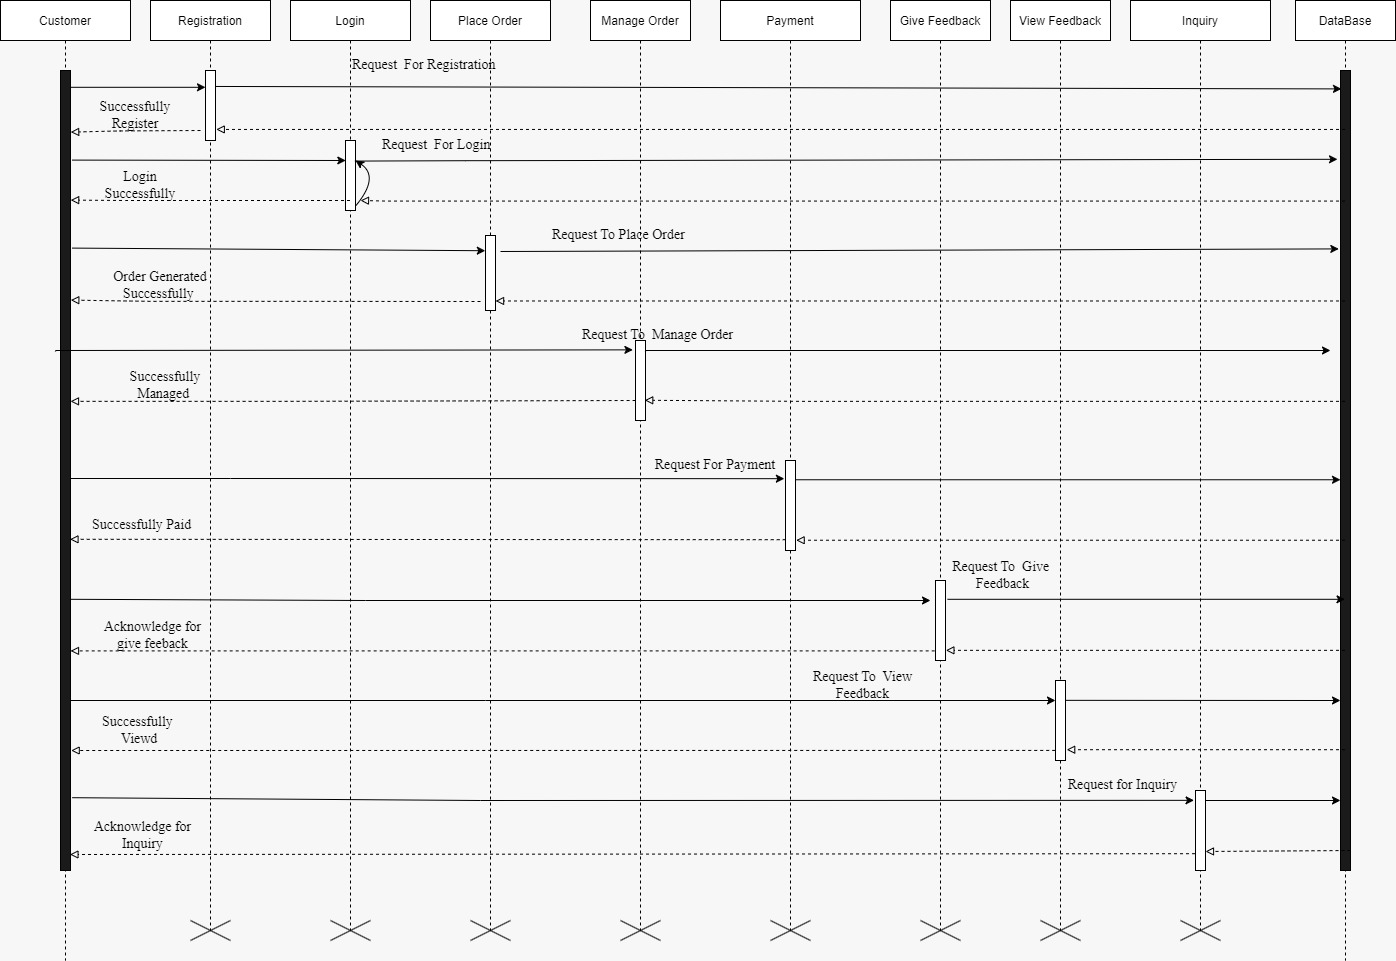 Customer
Registration
Login
Place Order
Manage Order
Payment
Give Feedback
View Feedback
Inquiry
DataBase
Request For Registration
Successfully
Register
Request For Login
Login
Successfully
Request To Place Order
Order Generated
Successfully
Request To Manage Order
Successfully
Managed
Request For Payment
Successfully Paid
Request To Give
Feedback
Acknowledge for
give feeback
Request To View
Feedback
Successfully
Viewd
Request for Inquiry
Acknowledge for
Inquiry